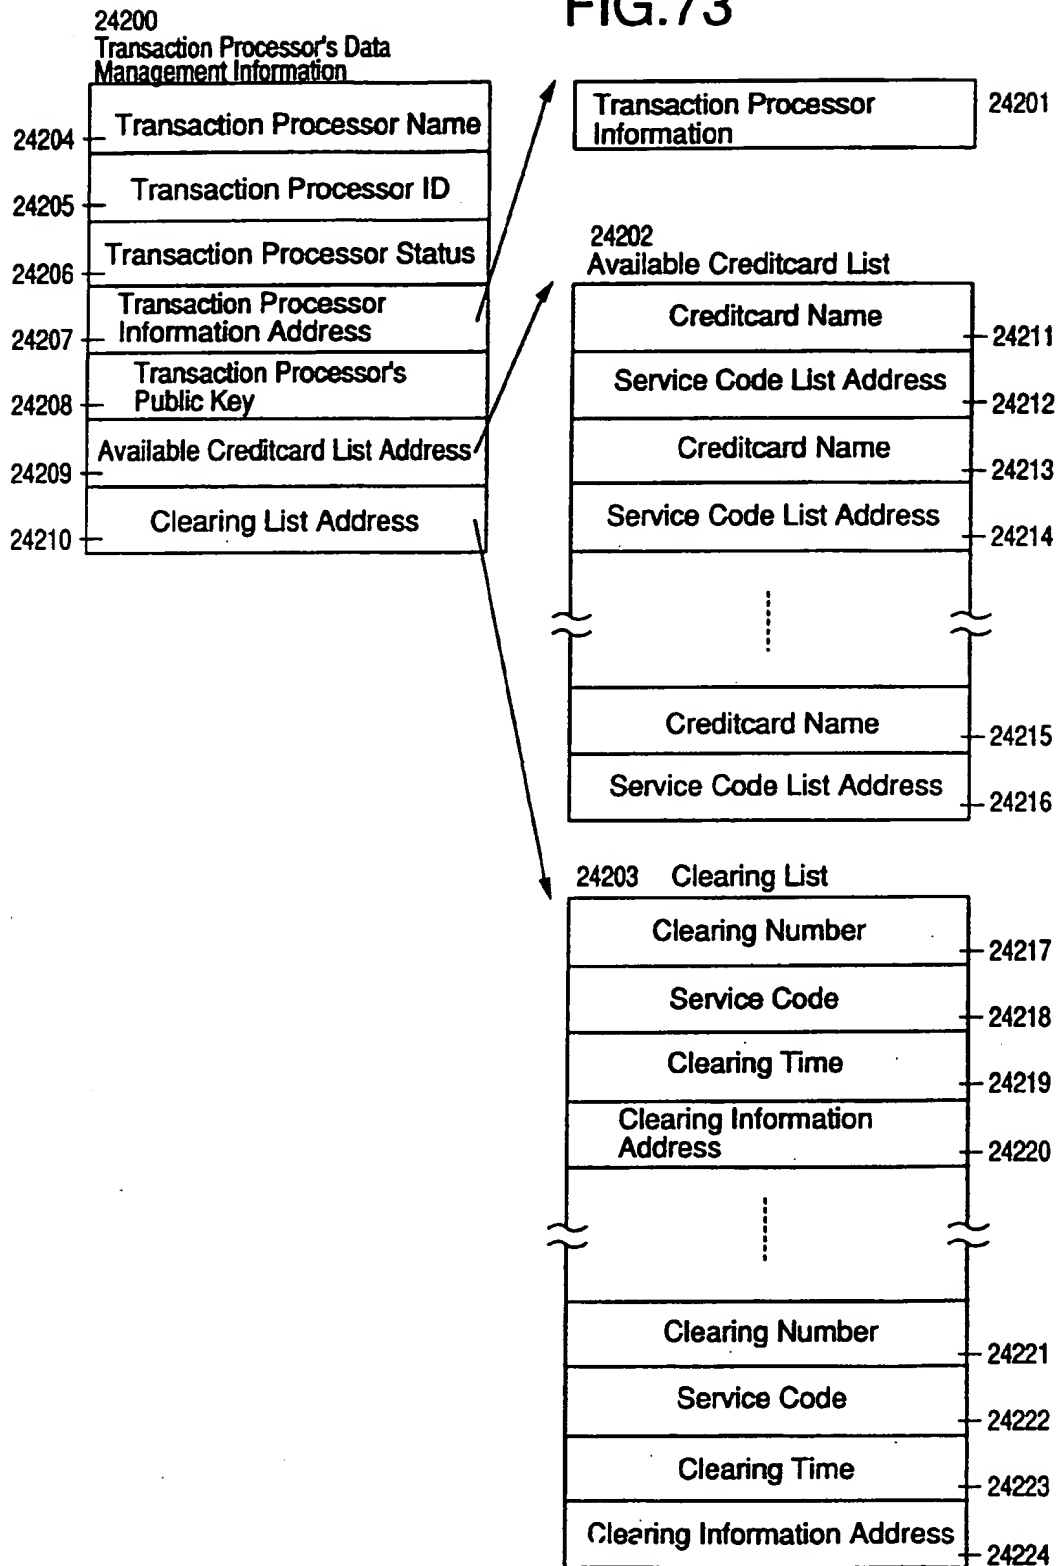 FIG.73
24200
Transaction Processor's Data
Management Information
Transaction Processor Name
24204
Transaction Processor ID
24205
Transaction Processor Status
24206
Transaction Processor
Information Address
24207
Transaction Processor's
Public Key
24208
Available Creditcard List Address
24209
Clearing List Address
24210
Transaction Processor
Information
24201
24202
Available Creditcard List
Creditcard Name
24211
Service Code List Address
24212
Creditcard Name
24213
Service Code List Address
24214
Creditcard Name
24215
Service Code List Address
24216
24203 Clearing List
Clearing Number
24217
Service Code
24218
Clearing Time
24219
Clearing Information
Address
24220
Clearing Number
24221
Service Code
24222
Clearing Time
24223
Clearing Information Address
24224